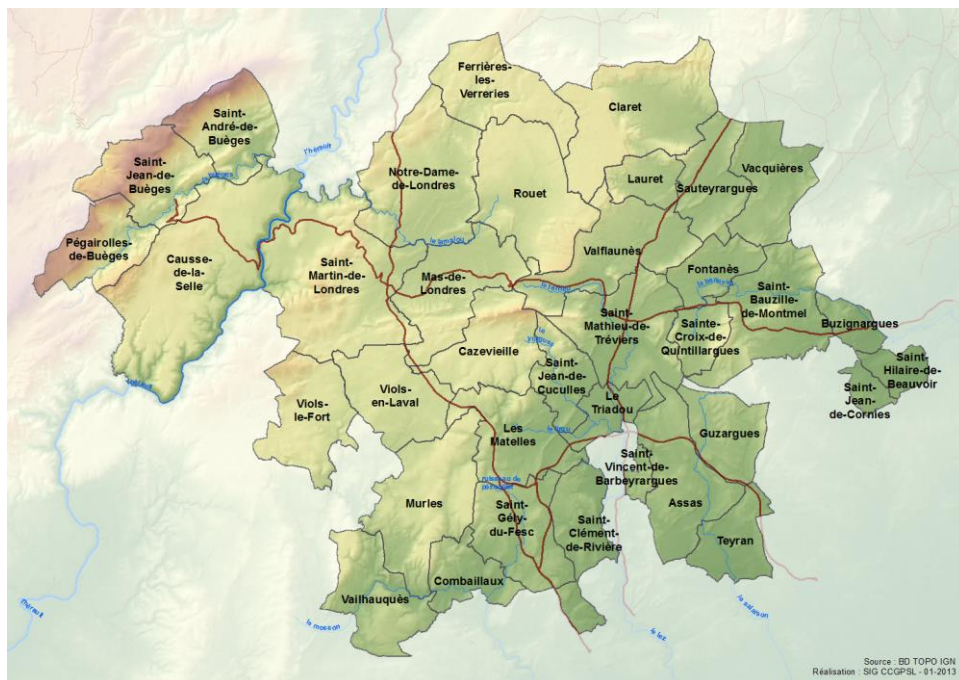 Ferrières-
les-
Verreries
Claret
Saint-
André-de-
Buèges
Saint-
Jean-de-
Buèges
l'hérault
Notre-Dame-
de-Londres
Rouet
Lauret
Sauteyrargues
Vacquières
Pégairolles-
de-Buèges
Causse-
de-la-
Selle
Saint-
Martin-de-
Londres
le lamalou
Mas-de-
Londres
Valflaunès
Fontanès
Saint-
Bauzille-
de-Montmel
Saint-
Mathieu-de-
Tréviers
Sainte-
Croix-de-
Quintillargues
Buzignargues
Saint-
Hilaire-de-
Beauvoir
Saint-
Jean-
de-Cornies
Cazevieille
Saint-
Jean-de-
Cuculles
Le
Triadou
Viols-
le-Fort
Viols-
en-Laval
Les
Matelles
Guzargues
Saint-
Vincent-de-
Barbeyrargues
Murles
ruisseau de
Saint-
Gély-
du-Fesc
Saint-
Clément-
de-Rivière
Assas
Teyran
Combaillaux
Vailhauquès
l'hérault
la mosson
le lez
le salaison
Source : BD TOPO IGN
Réalisation : SIG CCGPSL - 01-2013